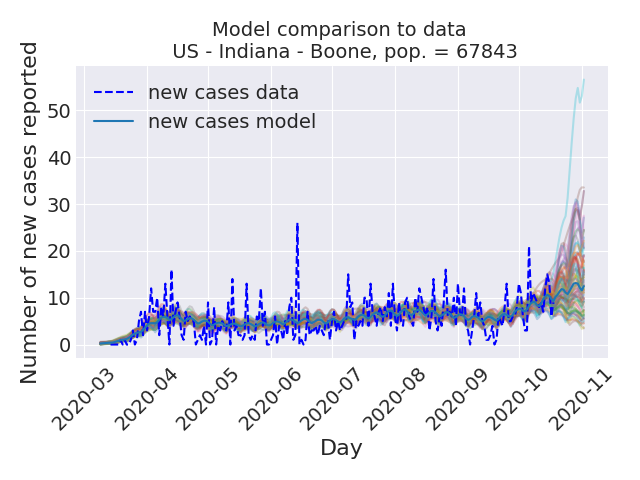 Model comparison to data
US - Indiana - Boone, pop. = 67843
Number of new cases reported
50
40
30
20
10
0
new cases data
new cases model
2020-03
2020-04
2020-05
2020-06
2020-07
2020-08
2020-09
2020-10
2020-11
Day